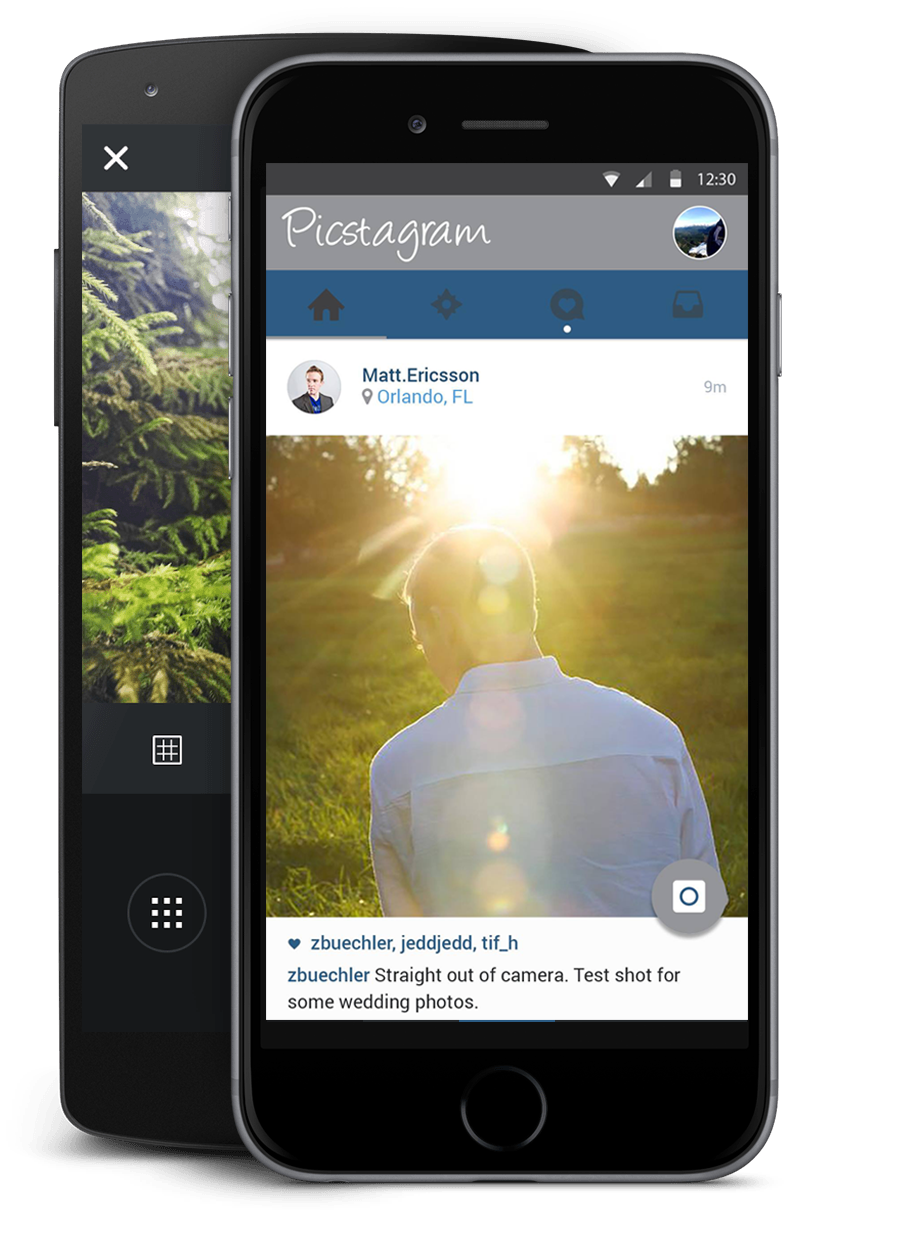 12:30
Picstagram
Matt.Ericsson
Orlando, FL
9m
zbuechler, jeddjedd, tif_h
zbuechler Straight out of camera. Test shot for
some wedding photos.